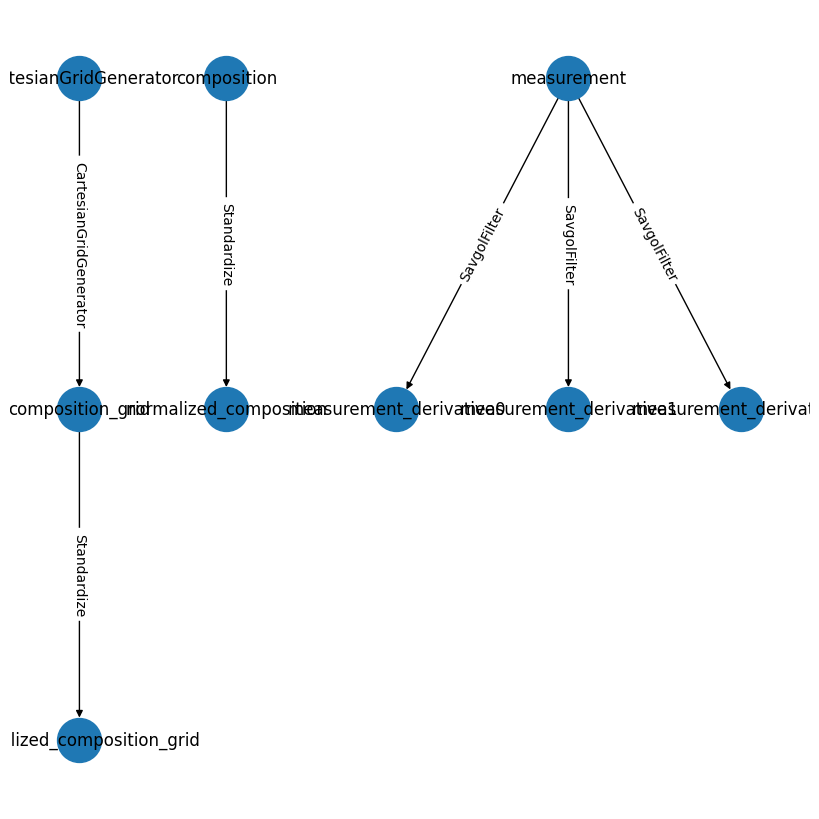 tesianGridGenerator
composition
measurement
CartesianGridGenerator
Standardize
SavgolFilter
SavgolFilter
SavgolFilter
composition_grid
normalized_composition
measurement_derivative0
measurement_derivative1
measurement_derivat
Standardize
lized_composition_grid